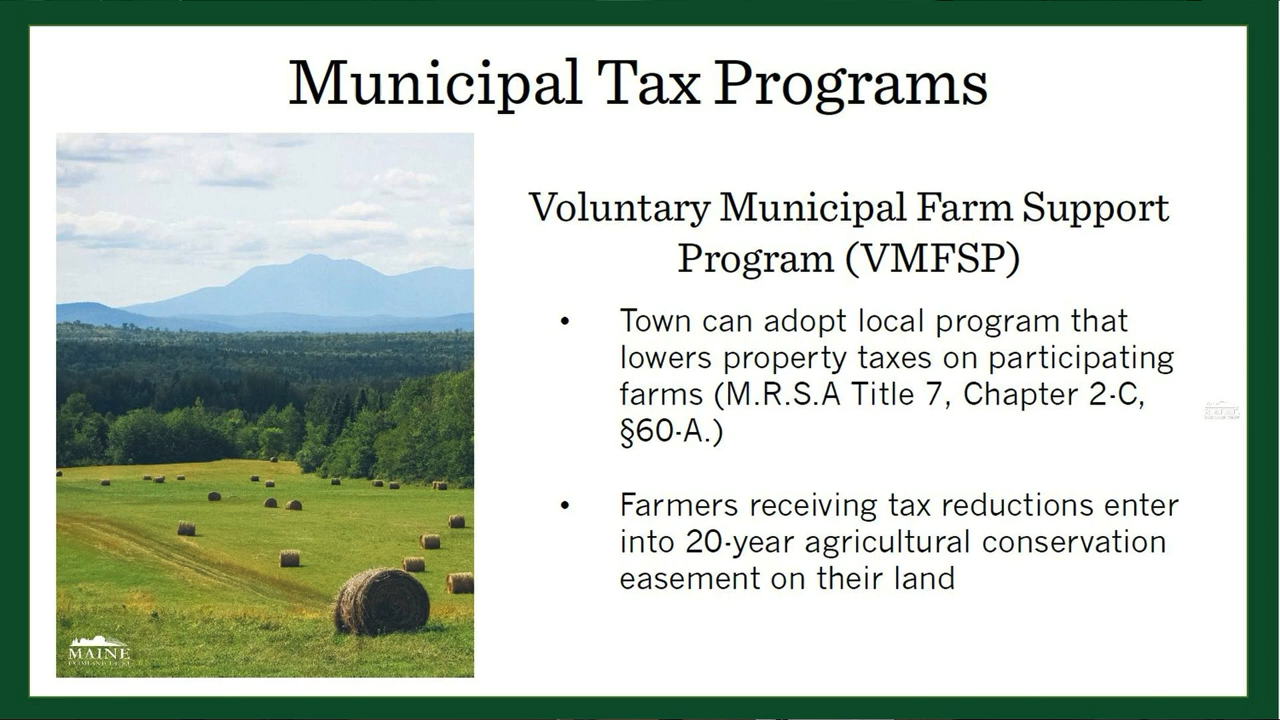 Municipal Tax Programs
Voluntary Municipal Farm Support
Program (VMFSP)
• Town can adopt local program that
lowers property taxes on participating
farms (M.R.S.A Title 7, Chapter 2-C,
§60-A.)
• Farmers receiving tax reductions enter
into 20-year agricultural conservation
easement on their land
MAINE